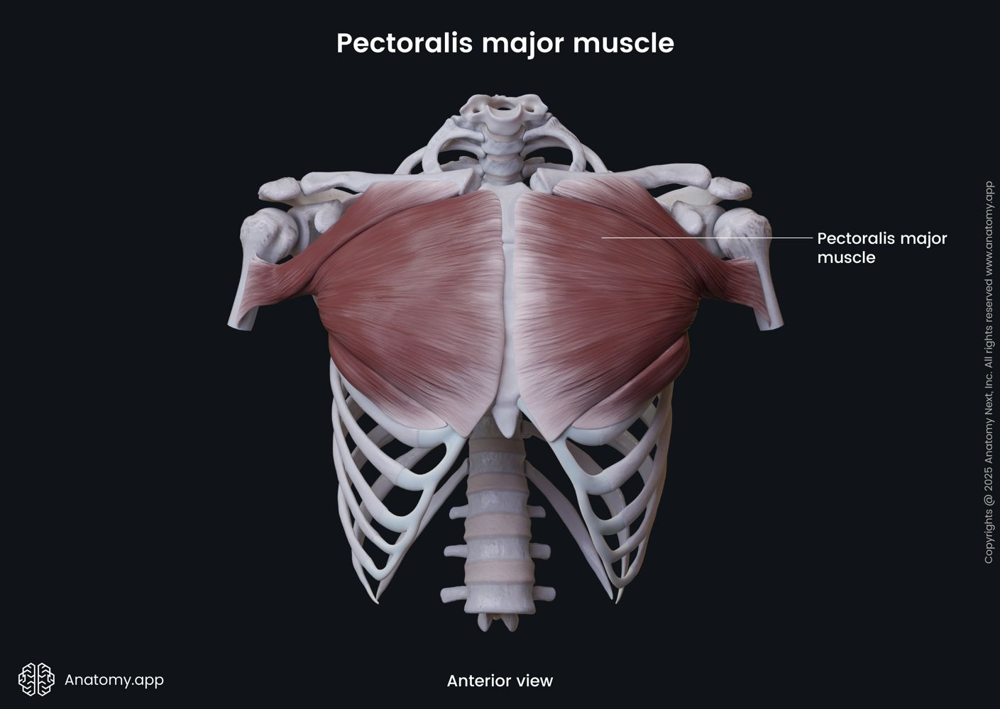 Pectoralis major muscle
Pectoralis major
muscle
Copyrights @ 2025 Anatomy Next, Inc. All rights reserved www.anatomy.app
Anatomy.app
Anterior view